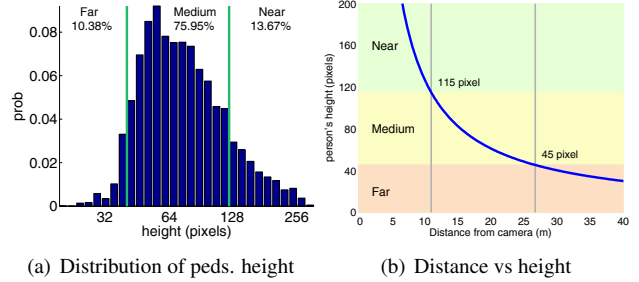 Far
10.38%
Medium
75.95%
Near
13.67%
0.08
0.06
0.04
0.02
0
prob
32 64 128 256
height (pixels)
(a) Distribution of peds. height
200
160
120
80
40
0
person's height (pixels)
Near
Medium
Far
115 pixel
45 pixel
0 5 10 15 20 25 30 35 40
Distance from camera (m)
(b) Distance vs height